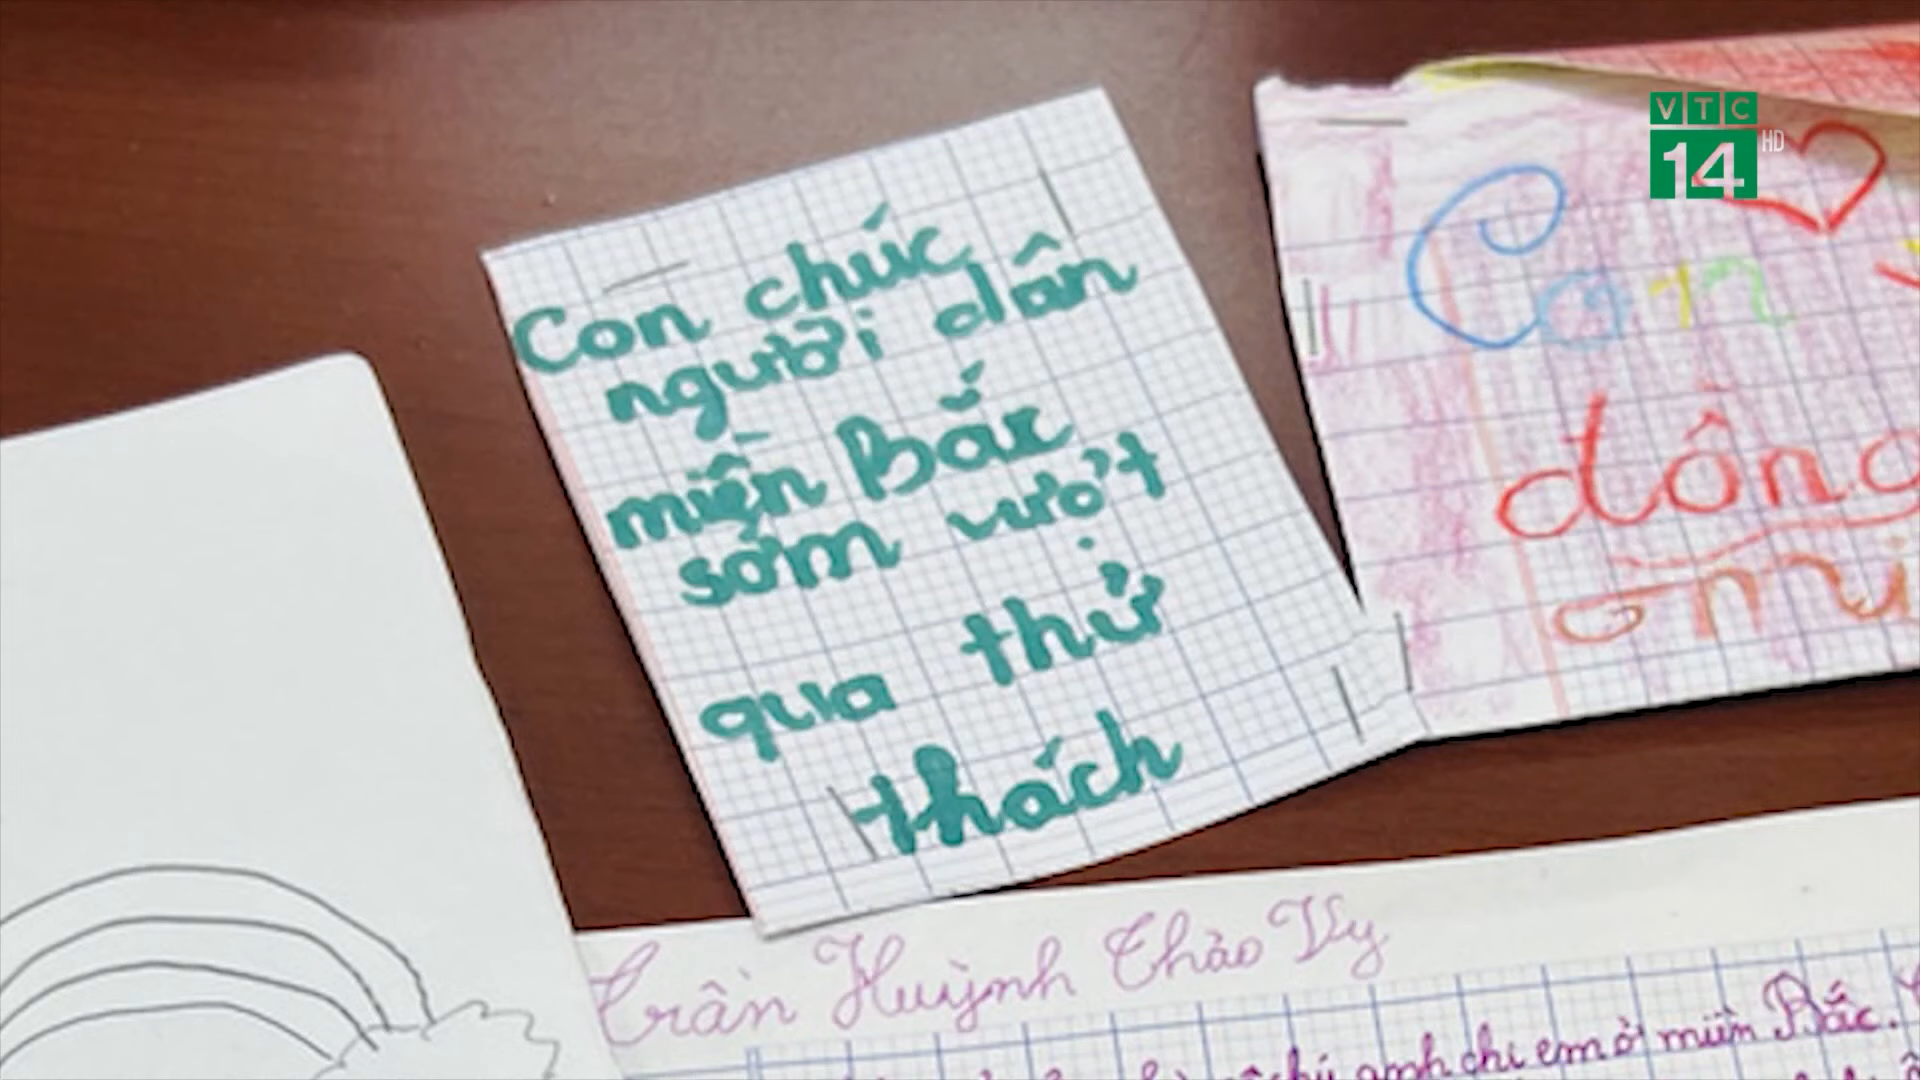 VTC
14 HD
Con chúc
người dân
miền Bắc
sớm vượt
qua thử
thách
Con
đồng
Trần Huỳnh Thảo Vy
chú anh chị em ở miền Bắc.